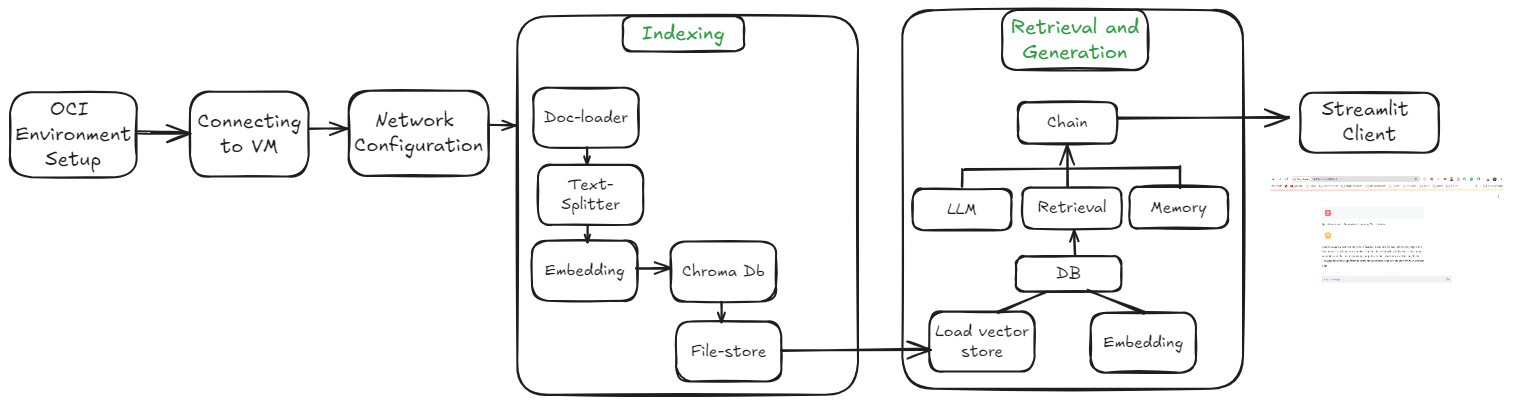 OCI
Environment
Setup
Connecting
to VM
Network
Configuration
Indexing
Doc-loader
Text-
Splitter
Embedding
Chroma Db
File-store
Retrieval and
Generation
Chain
LLM
Retrieval
Memory
DB
Load vector
store
Embedding
Streamlit
Client